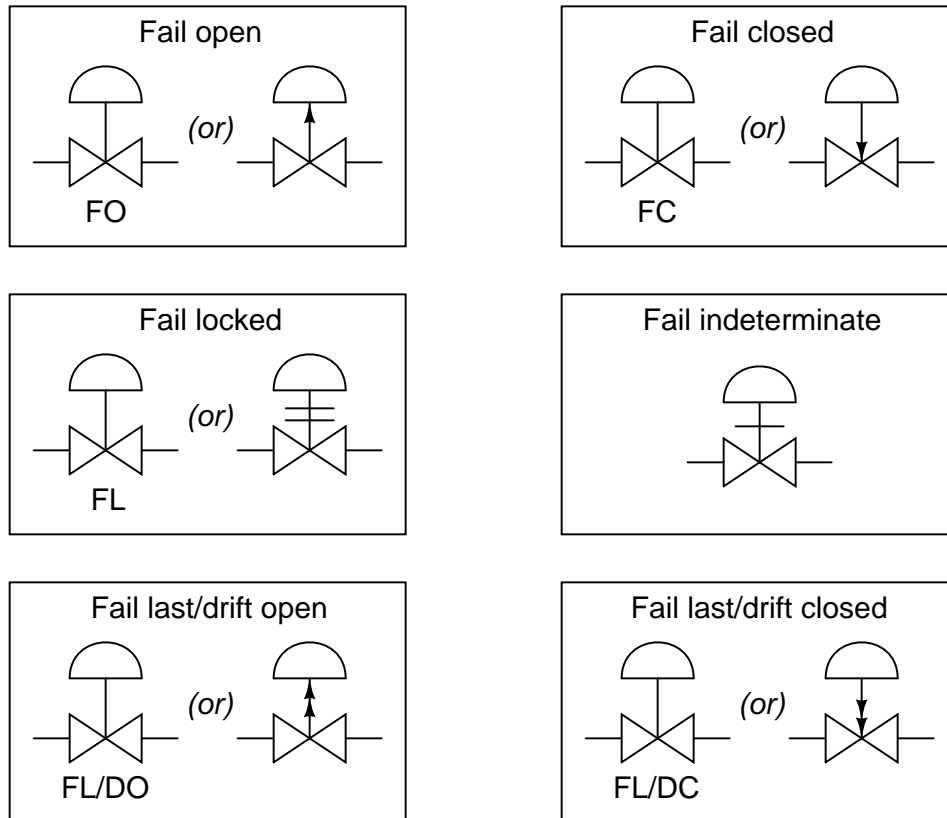 Fail open
(or)
FO
Fail closed
(or)
FC
Fail locked
(or)
FL
Fail indeterminate
Fail last/drift open
(or)
FL/DO
Fail last/drift closed
(or)
FL/DC